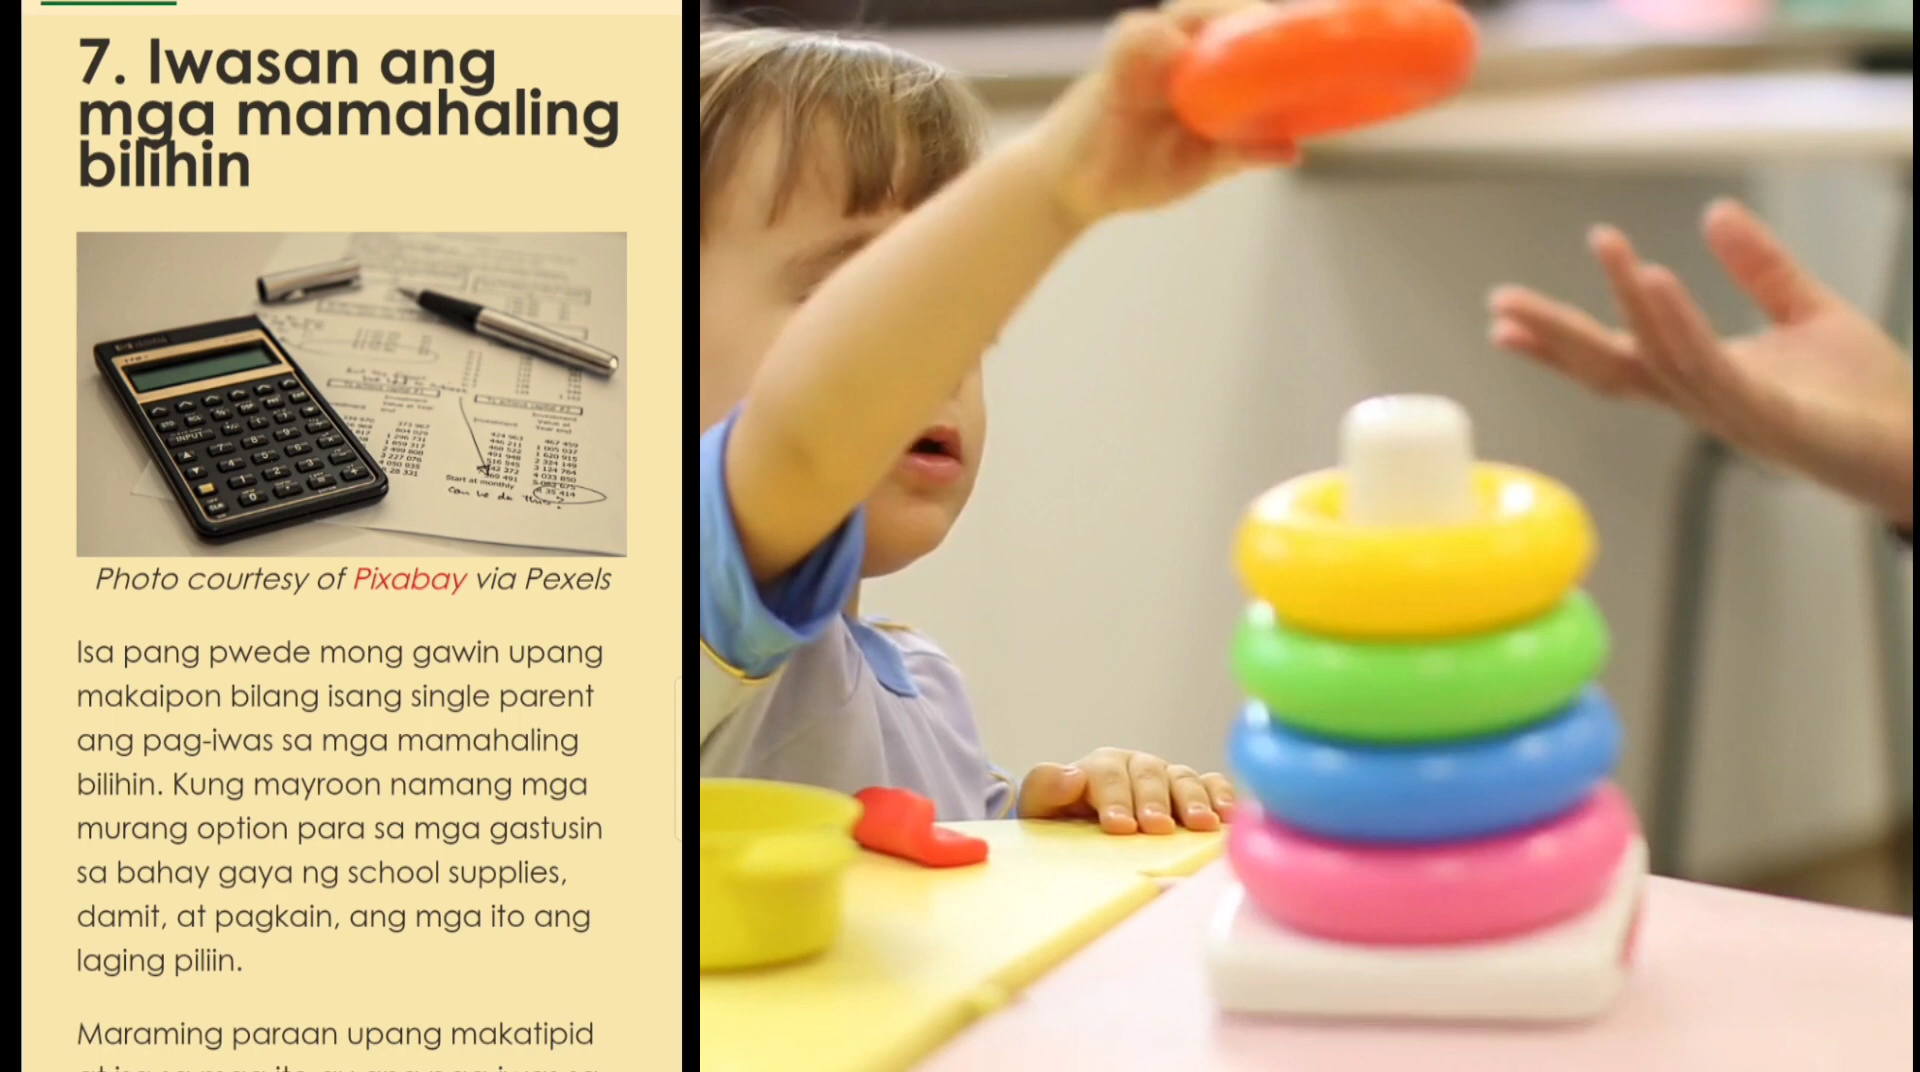 7. Iwasan ang
mga mamahaling
bilihin
Photo courtesy of Pixabay via Pexels
Isa pang pwede mong gawin upang
makaipon bilang isang single parent
ang pag-iwas sa mga mamahaling
bilihin. Kung mayroon namang mga
murang option para sa mga gastusin
sa bahay gaya ng school supplies,
damit, at pagkain, ang mga ito ang
laging piliin.
Maraming paraan upang makatipid